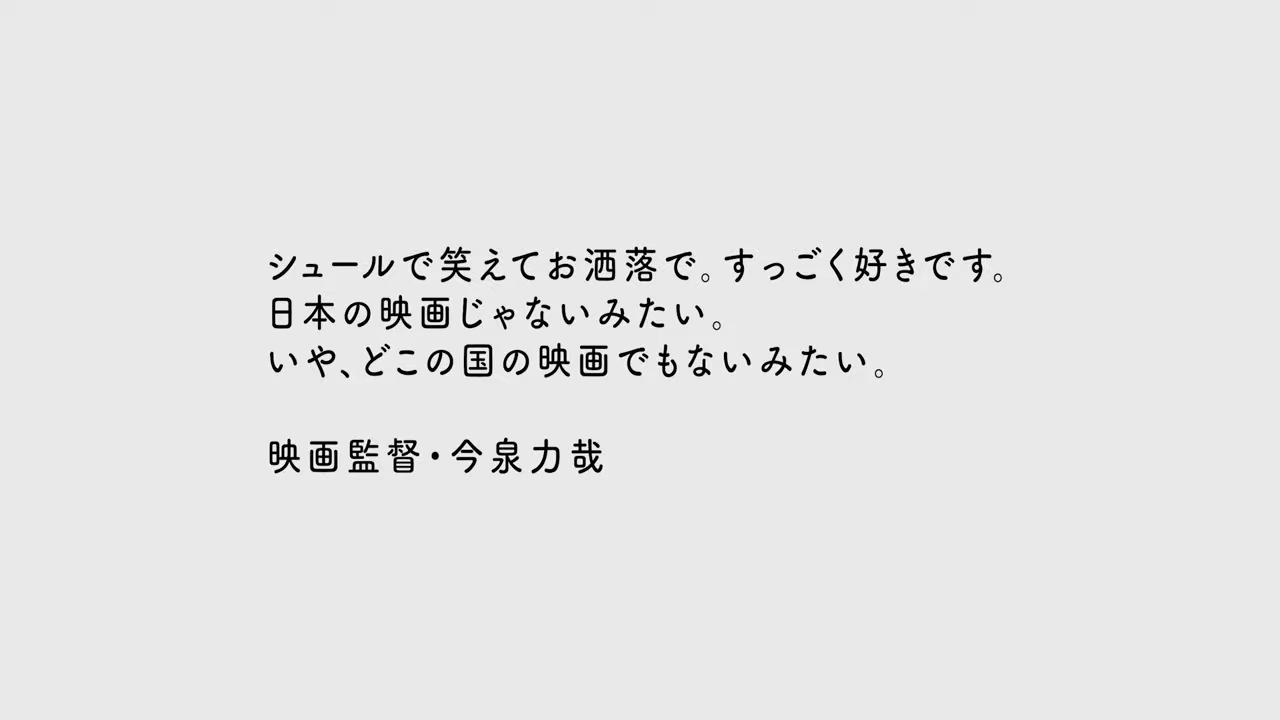 シュールで笑えてお洒落で。すっごく好きです。
日本の映画じゃないみたい。
いや、どこの国の映画でもないみたい。
映画監督・今泉力哉